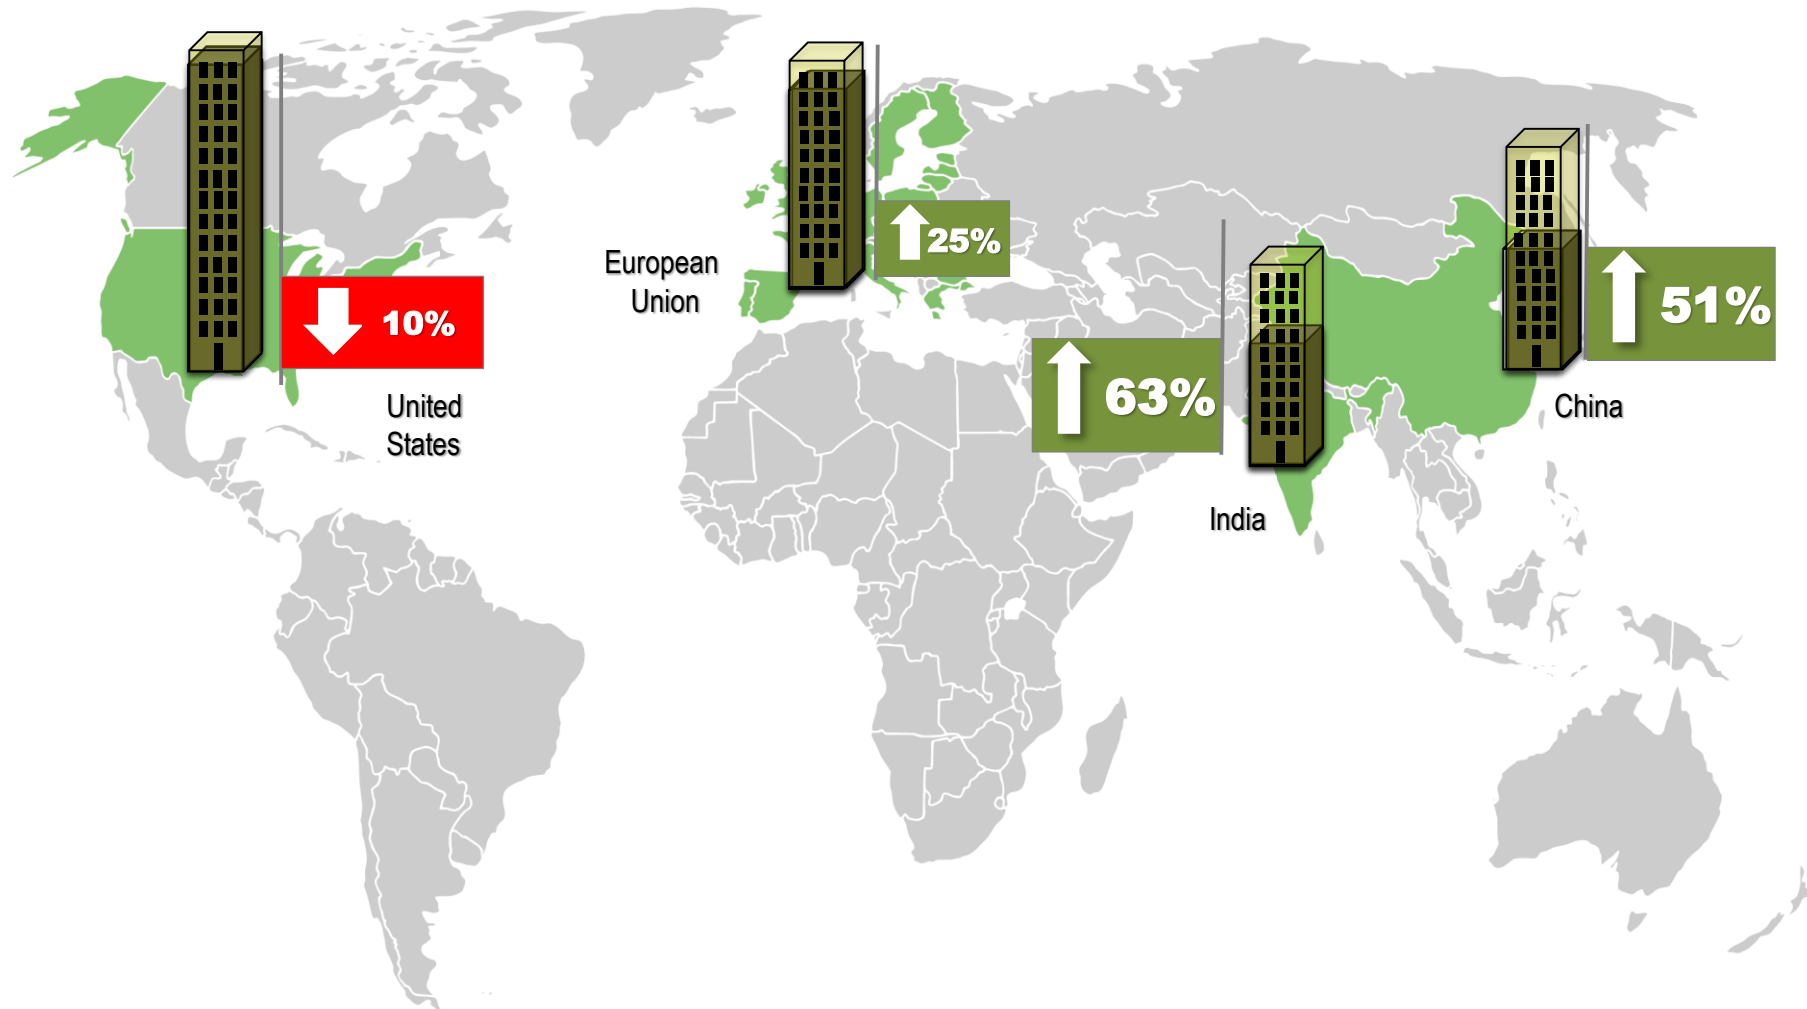 25%
European
Union
10%
51%
63%
United
States
China
India